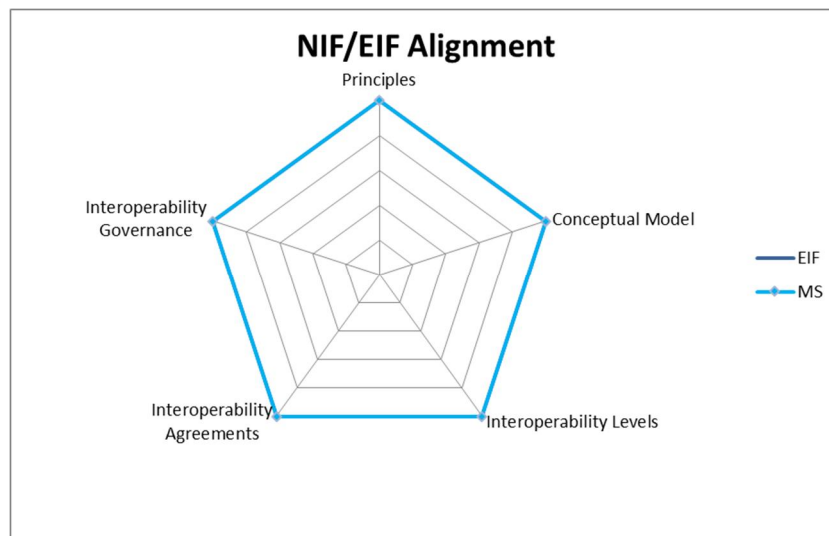 NIF/EIF Alignment
Principles
Interoperability
Governance
Conceptual Model
EIF
MS
Interoperability
Agreements
Interoperability Levels